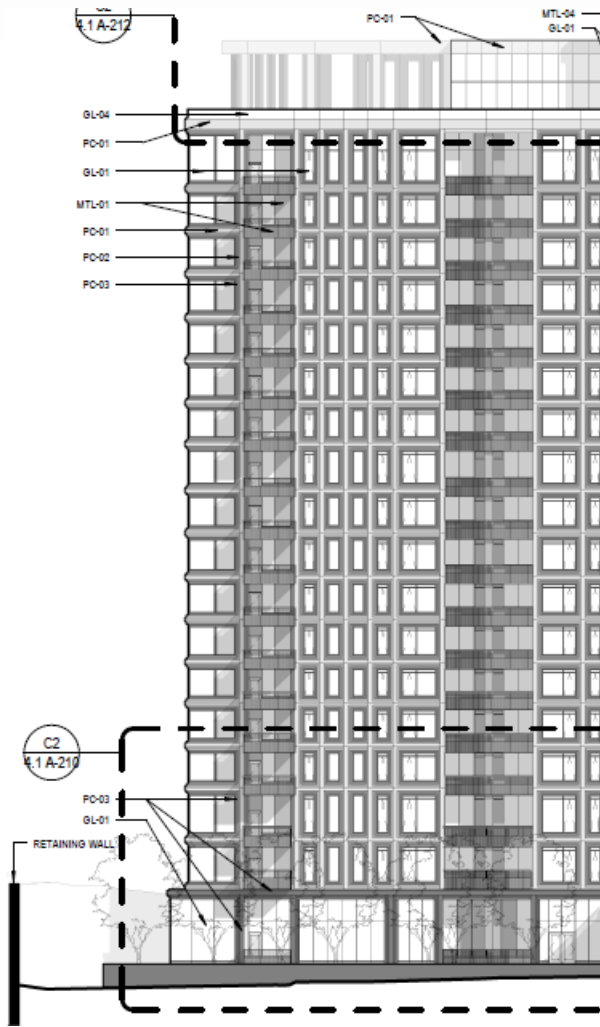 4.1 A-212
PC-01
MTL-04
GL-01
GL-04
PC-01
GL-01
MTL-01
PC-01
PC-02
PC-03
C2
4.1 A-210
PC-03
GL-01
RETAINING WALL